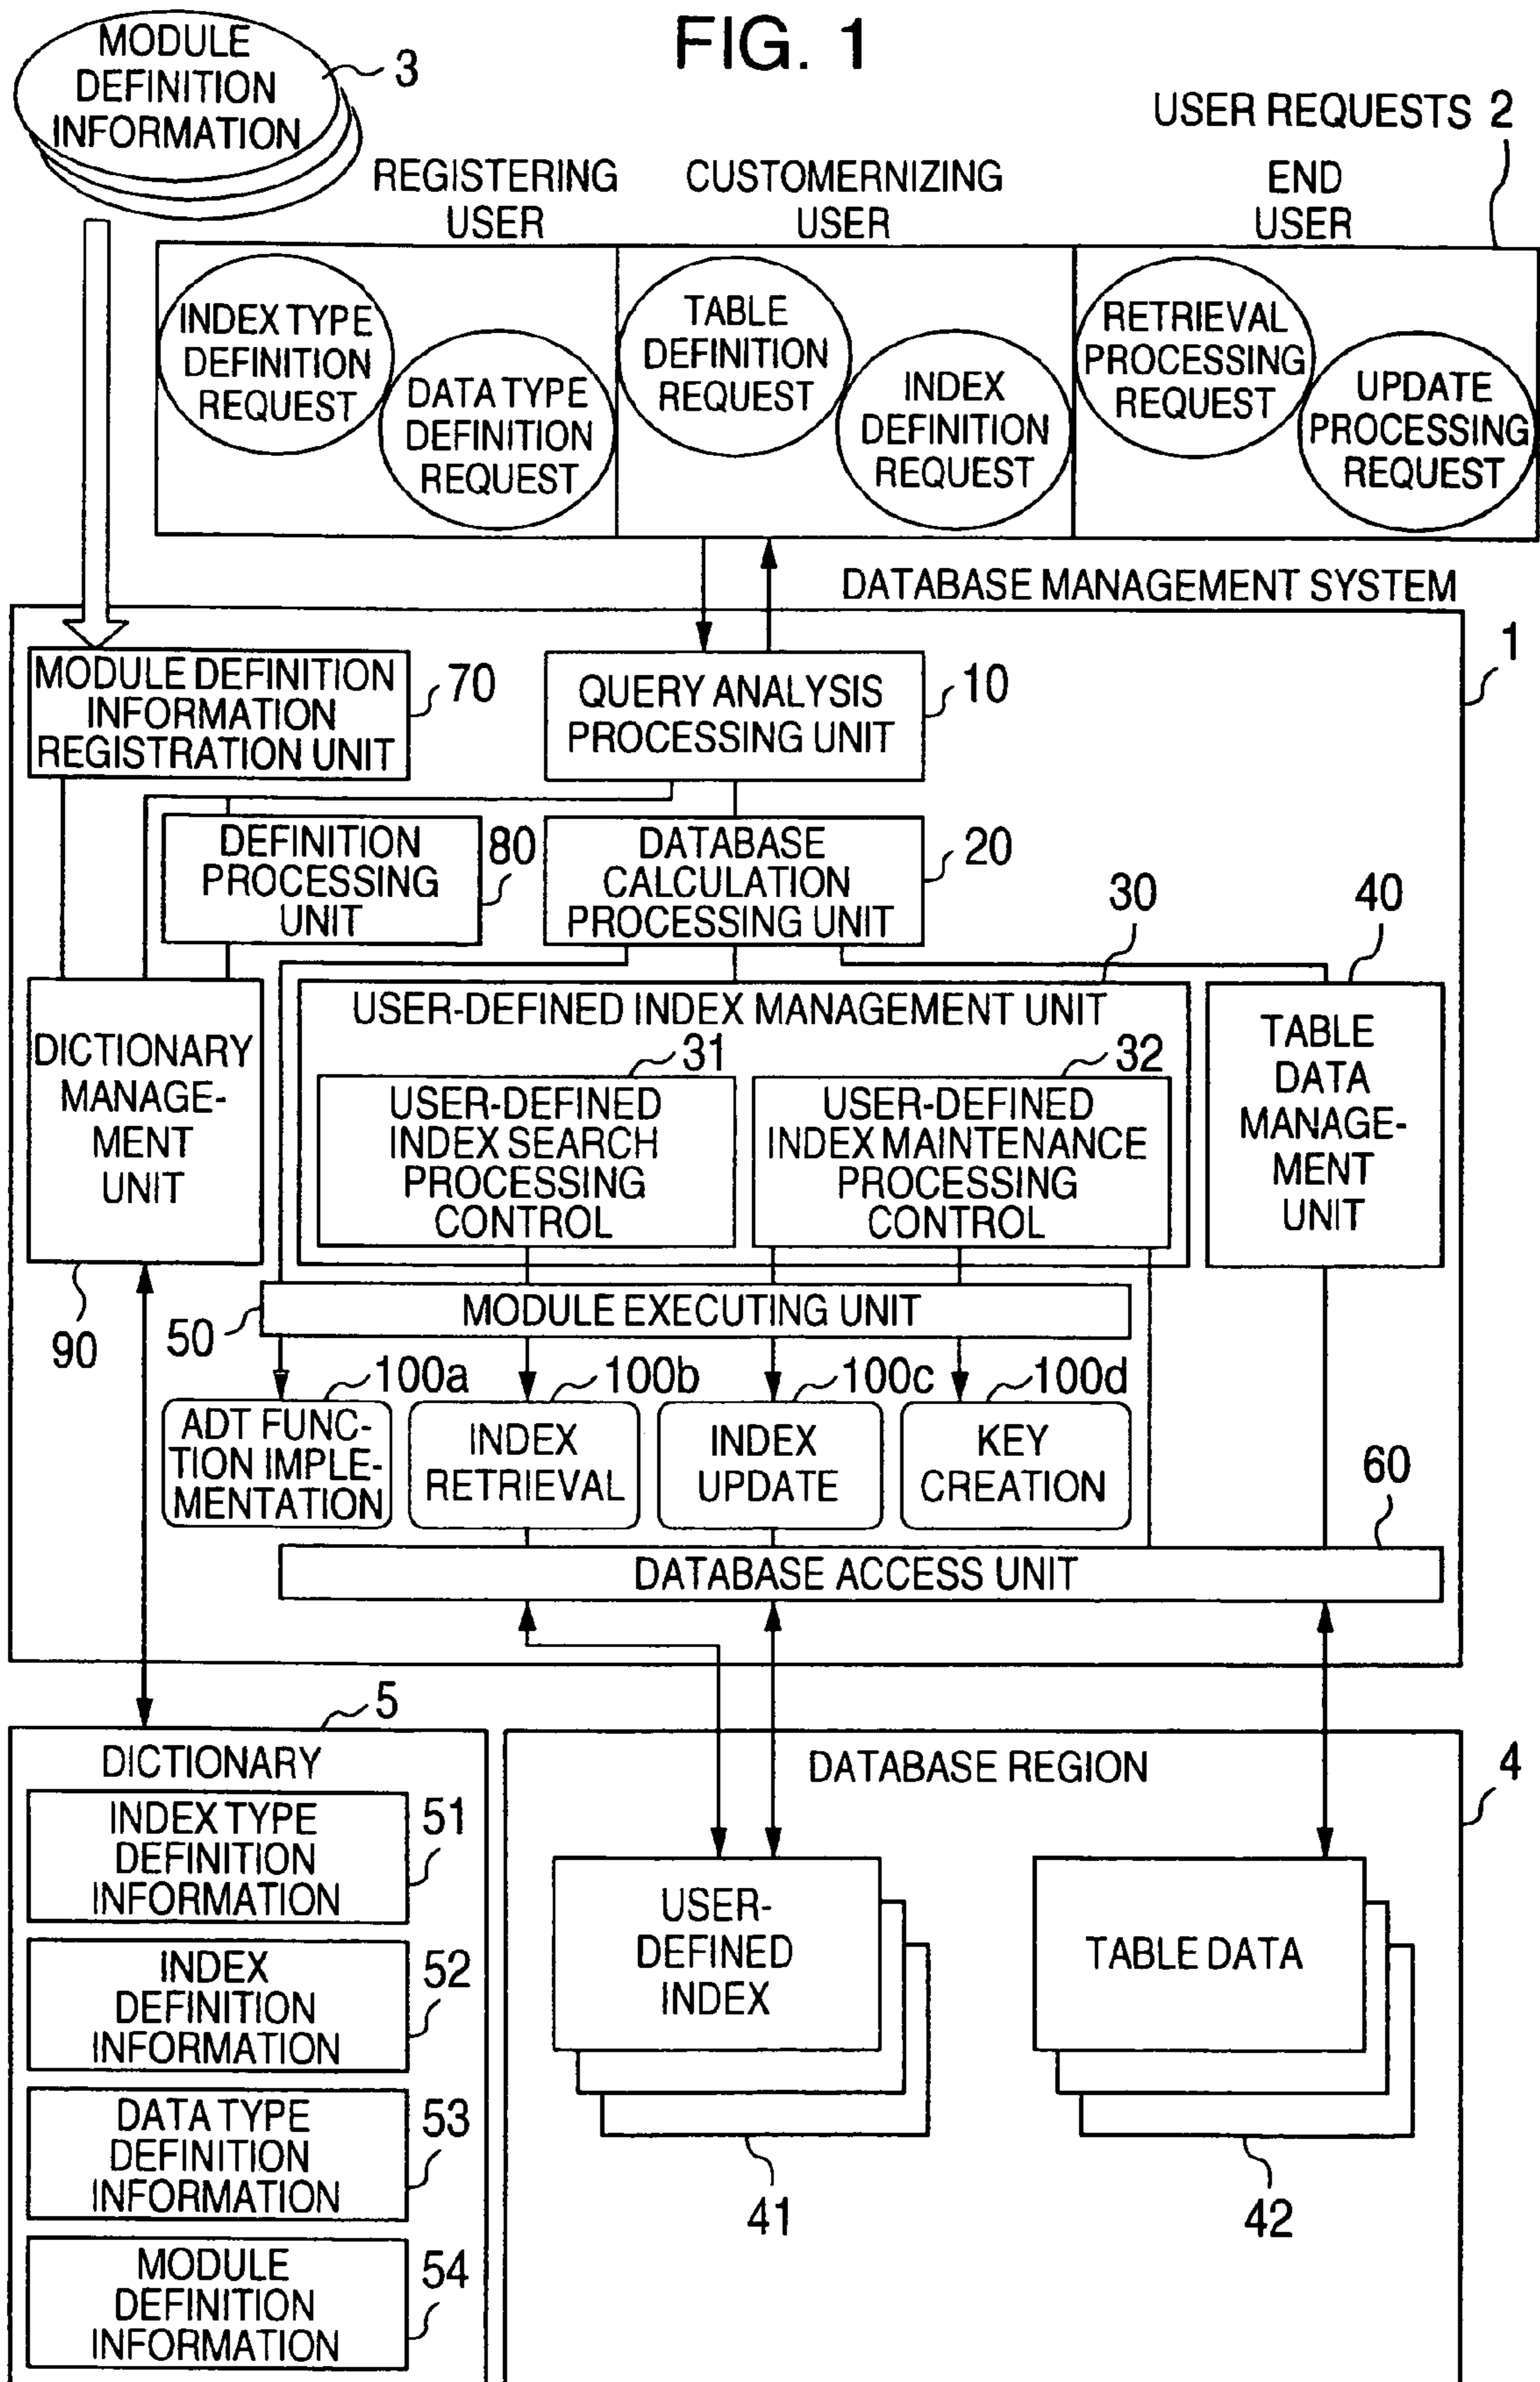 FIG. 1
MODULE
DEFINITION
INFORMATION
3
USER REQUESTS 2
REGISTERING
USER
CUSTOMERNIZING
USER
END
USER
INDEX TYPE
DEFINITION
REQUEST
DATA TYPE
DEFINITION
REQUEST
TABLE
DEFINITION
REQUEST
INDEX
DEFINITION
REQUEST
RETRIEVAL
PROCESSING
REQUEST
UPDATE
PROCESSING
REQUEST
DATABASE MANAGEMENT SYSTEM
1
MODULE DEFINITION
INFORMATION
REGISTRATION UNIT
70
QUERY ANALYSIS
PROCESSING UNIT
10
DEFINITION
PROCESSING
UNIT
80
DATABASE
CALCULATION
PROCESSING UNIT
20
30
40
DICTIONARY
MANAGE-
MENT
UNIT
90
USER-DEFINED INDEX MANAGEMENT UNIT
31
USER-DEFINED
INDEX SEARCH
PROCESSING
CONTROL
32
USER-DEFINED
INDEX MAINTENANCE
PROCESSING
CONTROL
TABLE
DATA
MANAGE-
MENT
UNIT
50
MODULE EXECUTING UNIT
100a
ADT FUNC-
TION IMPLE-
MENTATION
100b
INDEX
RETRIEVAL
100c
INDEX
UPDATE
100d
KEY
CREATION
60
DATABASE ACCESS UNIT
5
DICTIONARY
INDEX TYPE
DEFINITION
INFORMATION
51
INDEX
DEFINITION
INFORMATION
52
DATA TYPE
DEFINITION
INFORMATION
53
MODULE
DEFINITION
INFORMATION
54
DATABASE REGION
4
USER-
DEFINED
INDEX
41
TABLE DATA
42